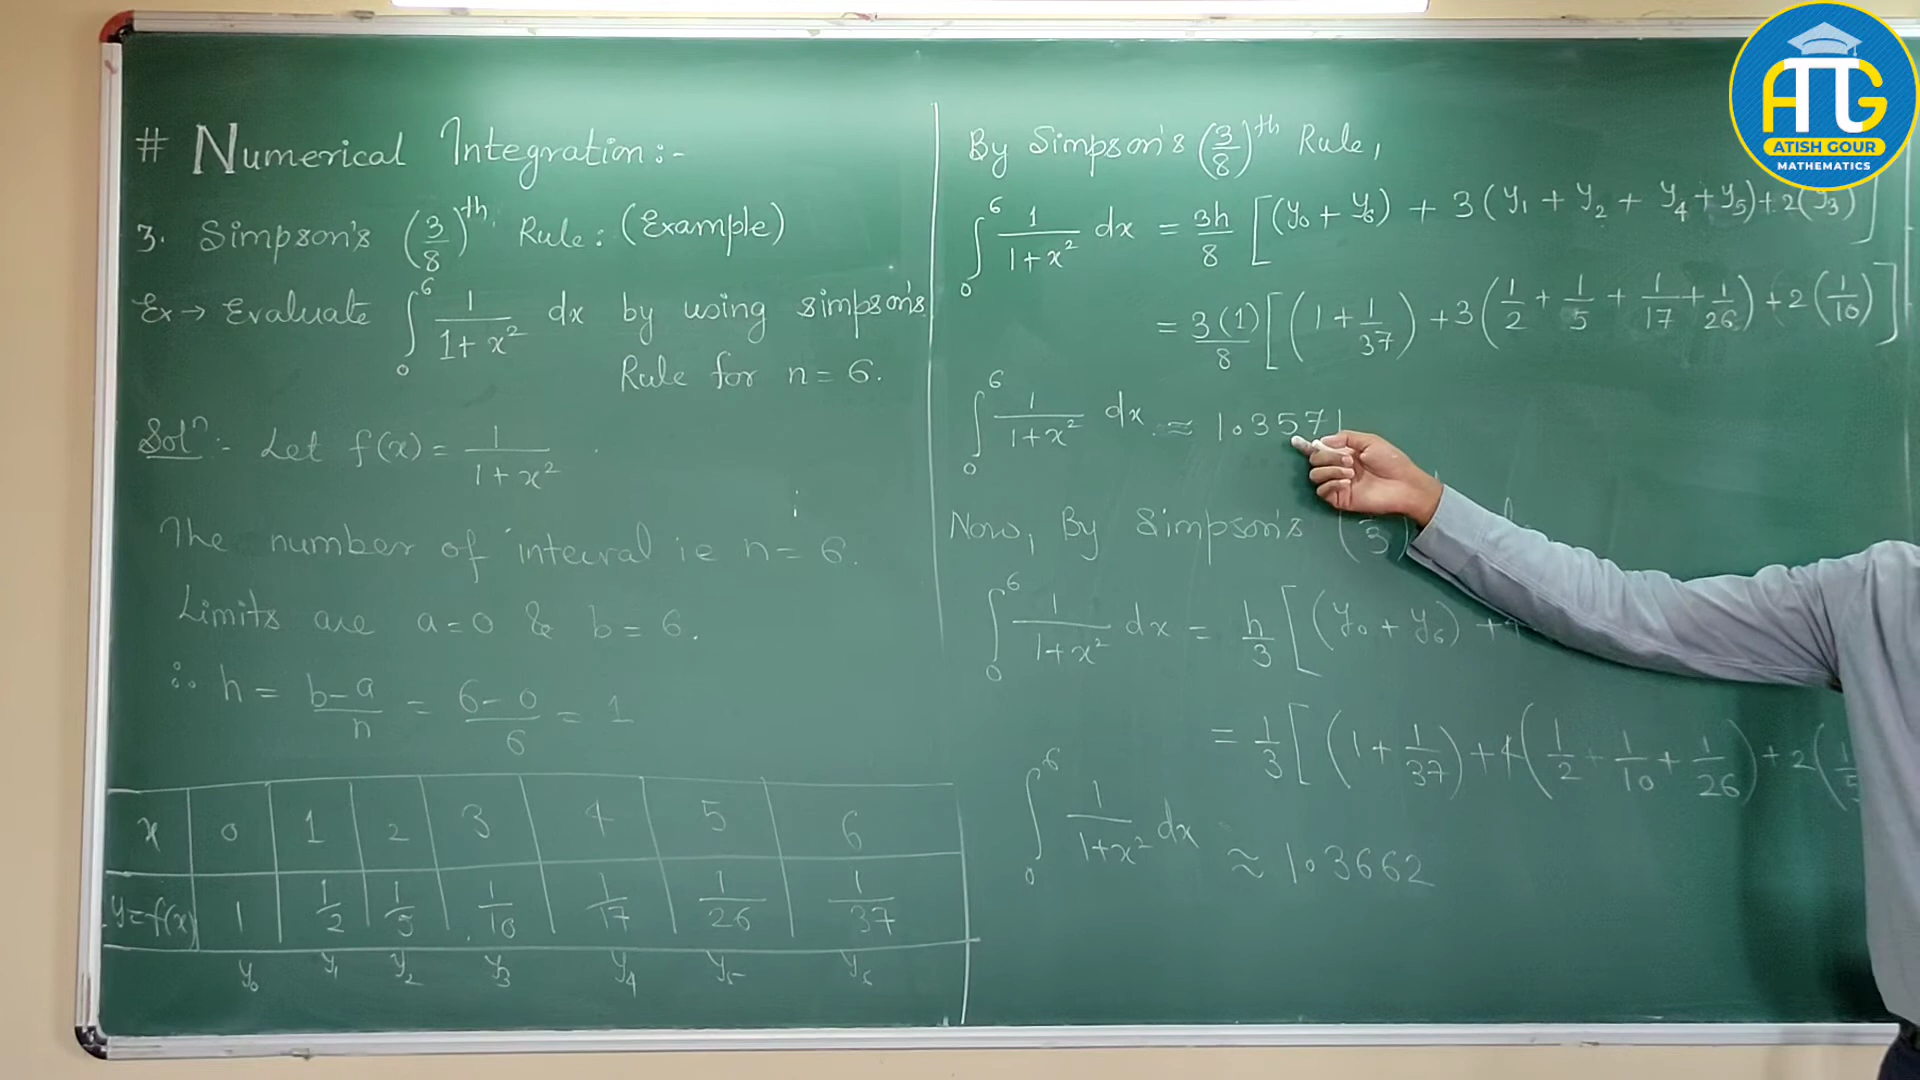 # Numerical Integration:-
3. Simpson's (3/8)th Rule: (Example)
Ex → Evaluate ∫₀⁶ 1/(1+x²) dx by using simpson's
Rule for n = 6.
Solⁿ:- Let f(x) = 1/(1+x²)
The number of inteval ie n = 6.
Limits are a=0 & b = 6.
∴ h = (b-a)/n = (6-0)/6 = 1
x 0 1 2 3 4 5 6
y=f(x) 1 1/2 1/5 1/10 1/17 1/26 1/37
y₀ y₁ y₂ y₃ y₄ y₅ y₆
By Simpson's (3/8)th Rule,
∫₀⁶ 1/(1+x²) dx = 3h/8 [(y₀ + y₆) + 3(y₁ + y₂ + y₄ + y₅) + 2(y₃)]
= 3(1)/8 [(1 + 1/37) + 3(1/2 + 1/5 + 1/17 + 1/26) + 2(1/10)]
∫₀⁶ 1/(1+x²) dx ≈ 1.3571
Now, By Simpson's
∫₀⁶ 1/(1+x²) dx = h/3 [(y₀ + y₆) +
= 1/3 [(1 + 1/37) + 4(1/2 + 1/10 + 1/26) + 2(1/5
∫₀⁶ 1/(1+x²) dx ≈ 1.3662
AπG
ATISH GOUR
MATHEMATICS